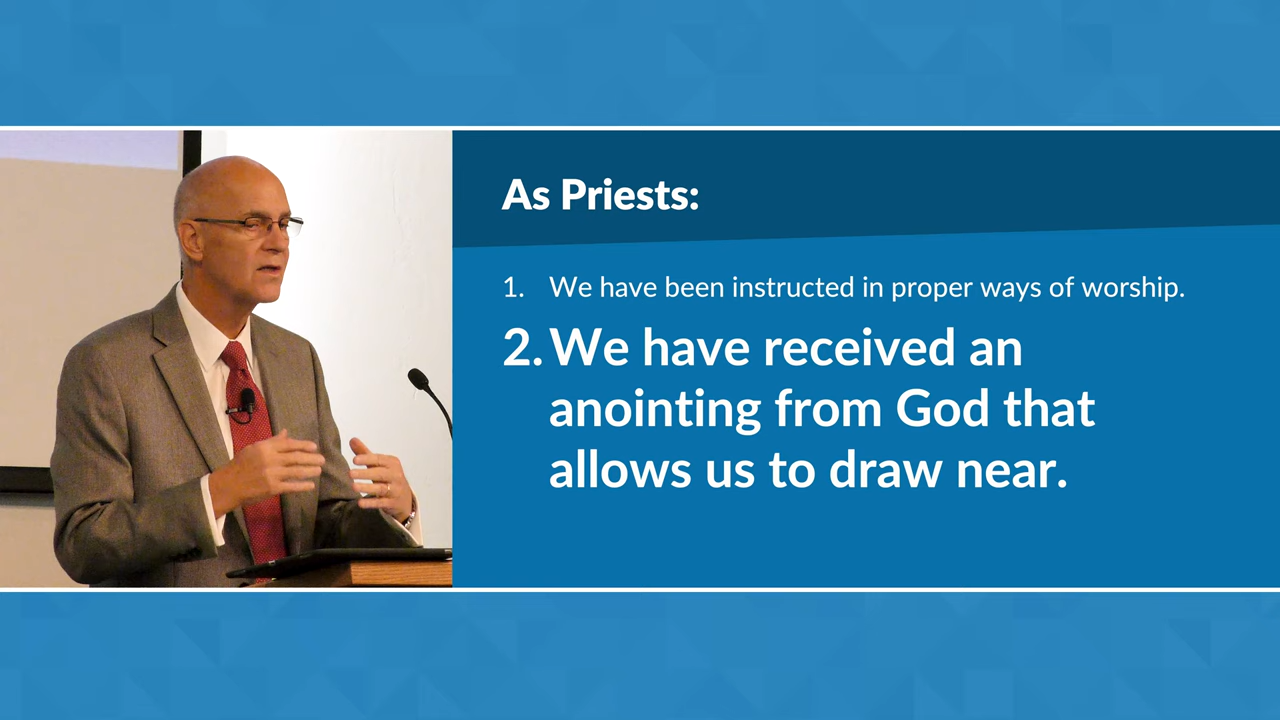 As Priests:
1. We have been instructed in proper ways of worship.
2. We have received an
anointing from God that
allows us to draw near.